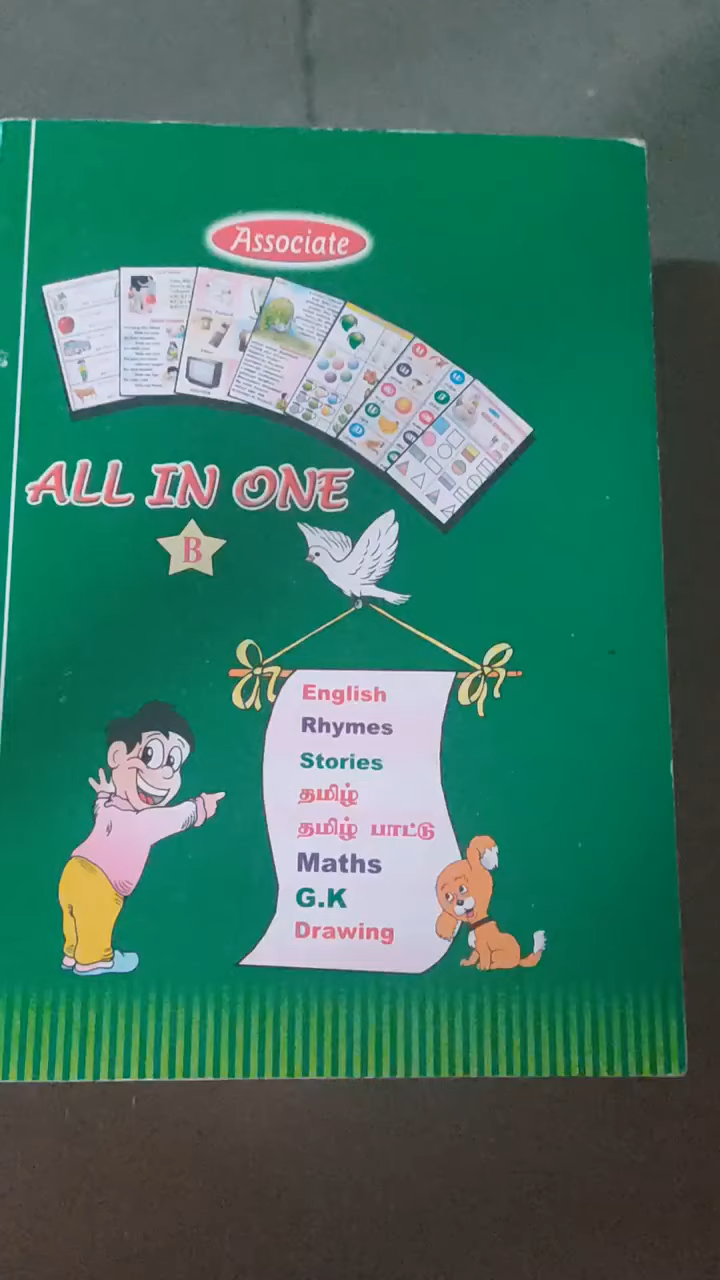 Associate
ALL IN ONE
B
English
Rhymes
Stories
தமிழ்
தமிழ் பாட்டு
Maths
G.K
Drawing